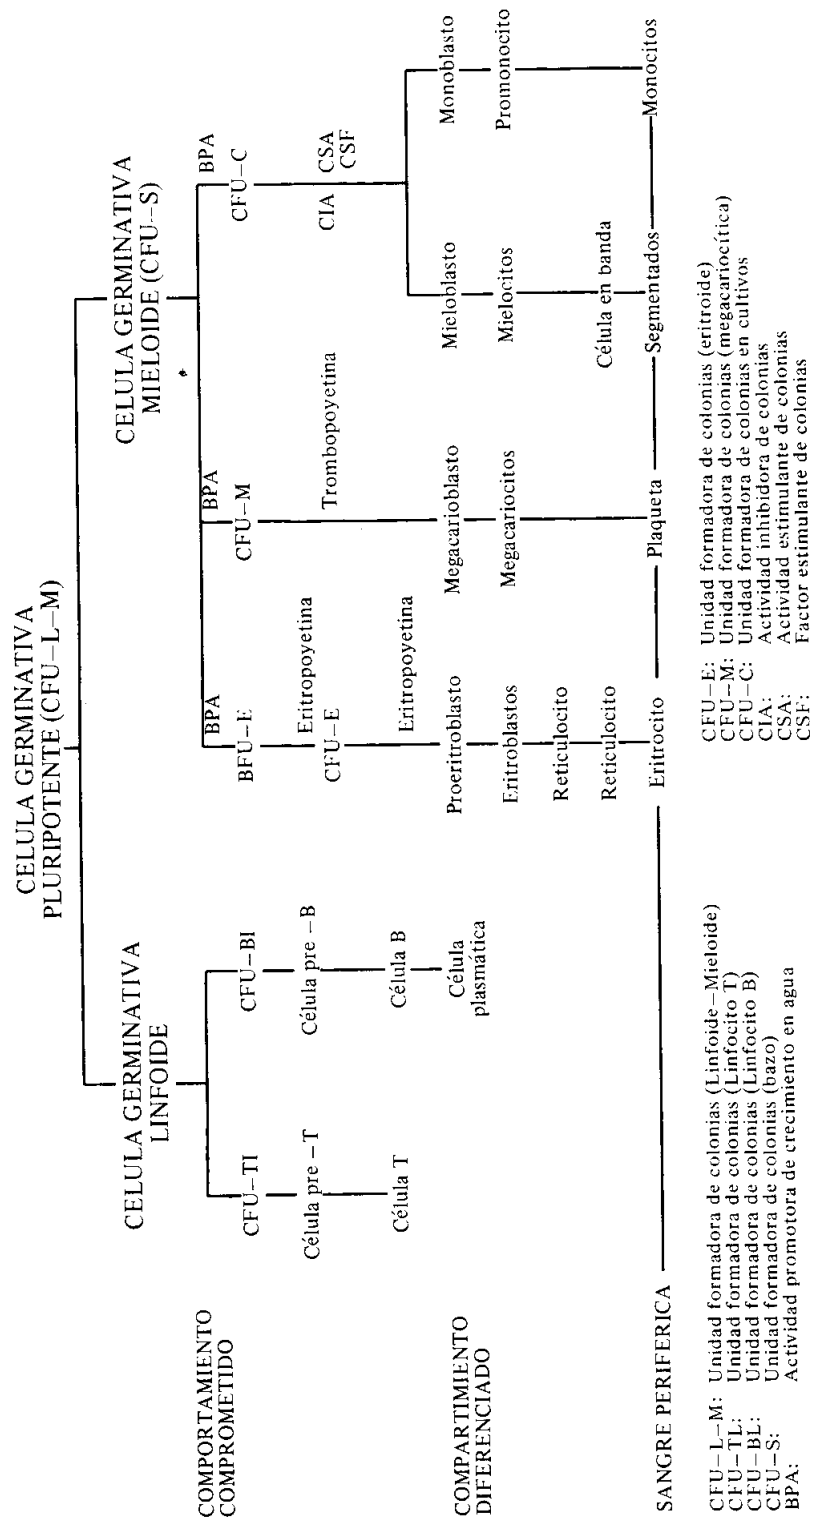 CELULA GERMINATIVA
PLURIPOTENTE (CFU–L–M)
CELULA GERMINATIVA
LINFOIDE
CELULA GERMINATIVA
MIELOIDE (CFU–S)
COMPORTAMIENTO
COMPROMETIDO
CFU–TI
CFU–BI
BPA
BFU–E
BPA
CFU–M
BPA
CFU–C
Célula pre –T
Célula pre –B
Eritropoyetina
CFU–E
Trombopoyetina
CIA
CSA
CSF
Célula T
Célula B
Eritropoyetina
COMPARTIMIENTO
DIFERENCIADO
Célula
plasmática
Proeritroblasto
Megacarioblasto
Mieloblasto
Monoblasto
Eritroblastos
Megacariocitos
Mielocitos
Promonocito
Reticulocito
Reticulocito
Célula en banda
SANGRE PERIFERICA
Eritrocito
Plaqueta
Segmentados
Monocitos
CFU–L–M: Unidad formadora de colonias (Linfoide–Mieloide)
CFU–TL: Unidad formadora de colonias (Linfocito T)
CFU–BL: Unidad formadora de colonias (Linfocito B)
CFU–S: Unidad formadora de colonias (bazo)
BPA: Actividad promotora de crecimiento en agua
CFU–E: Unidad formadora de colonias (eritroide)
CFU–M: Unidad formadora de colonias (megacariocítica)
CFU–C: Unidad formadora de colonias en cultivos
CIA: Actividad inhibidora de colonias
CSA: Actividad estimulante de colonias
CSF: Factor estimulante de colonias